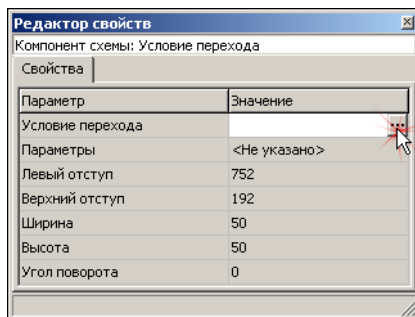 Редактор свойств
Компонент схемы: Условие перехода
Свойства
Параметр Значение
Условие перехода ...
Параметры <Не указано>
Левый отступ 752
Верхний отступ 192
Ширина 50
Высота 50
Угол поворота 0